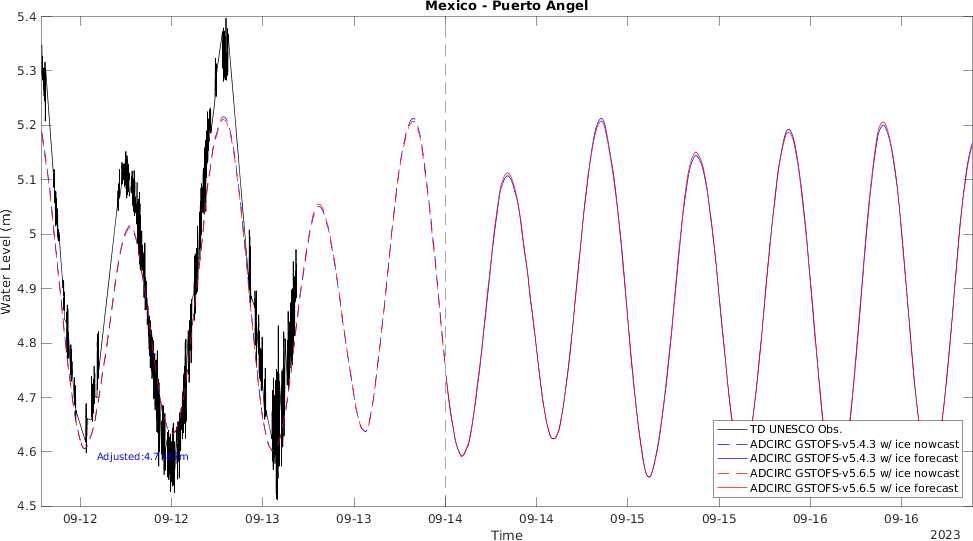 Mexico - Puerto Angel
Water Level (m)
5.4
5.3
5.2
5.1
5
4.9
4.8
4.7
4.6
4.5
TD UNESCO Obs.
ADCIRC GSTOFS-v5.4.3 w/ ice nowcast
ADCIRC GSTOFS-v5.4.3 w/ ice forecast
ADCIRC GSTOFS-v5.6.5 w/ ice nowcast
ADCIRC GSTOFS-v5.6.5 w/ ice forecast
09-12 09-12 09-13 09-13 09-14 09-14 09-15 09-15 09-16 09-16
Time
2023